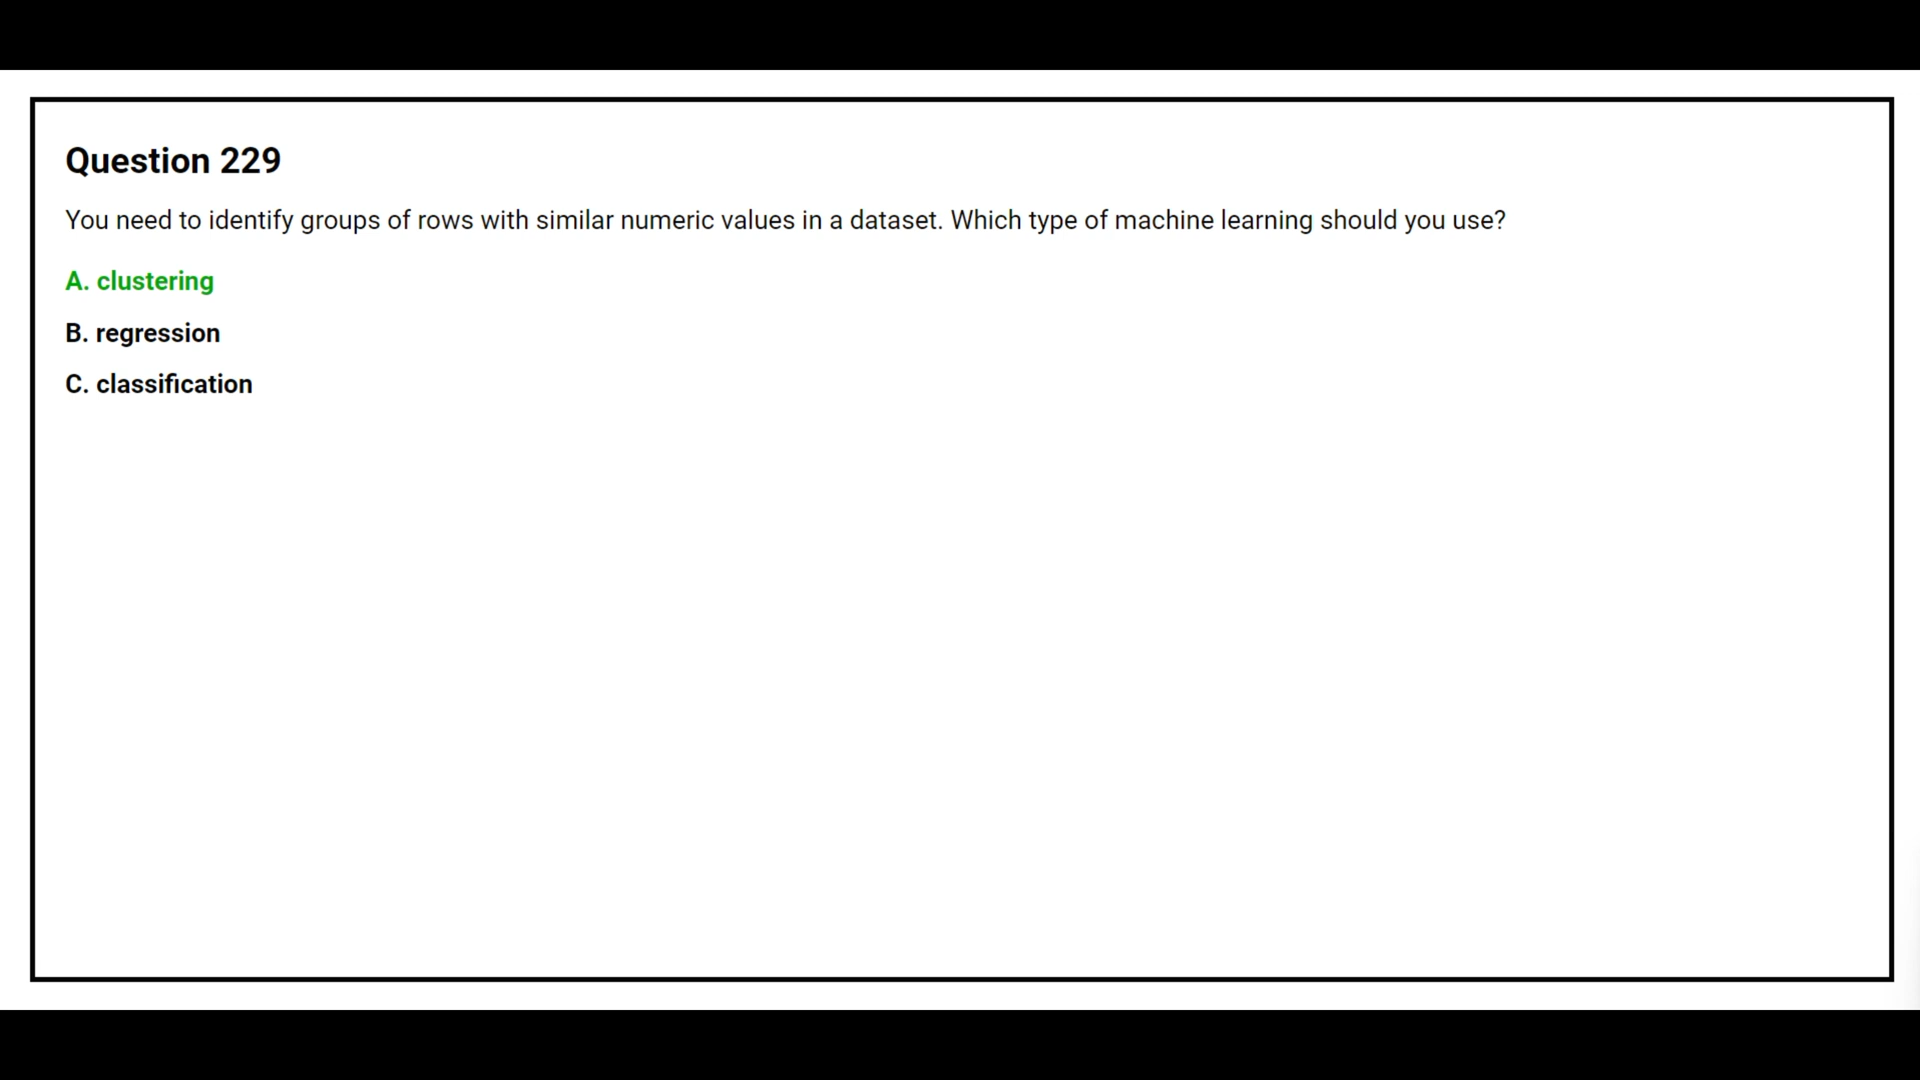 Question 229
You need to identify groups of rows with similar numeric values in a dataset. Which type of machine learning should you use?
A. clustering
B. regression
C. classification